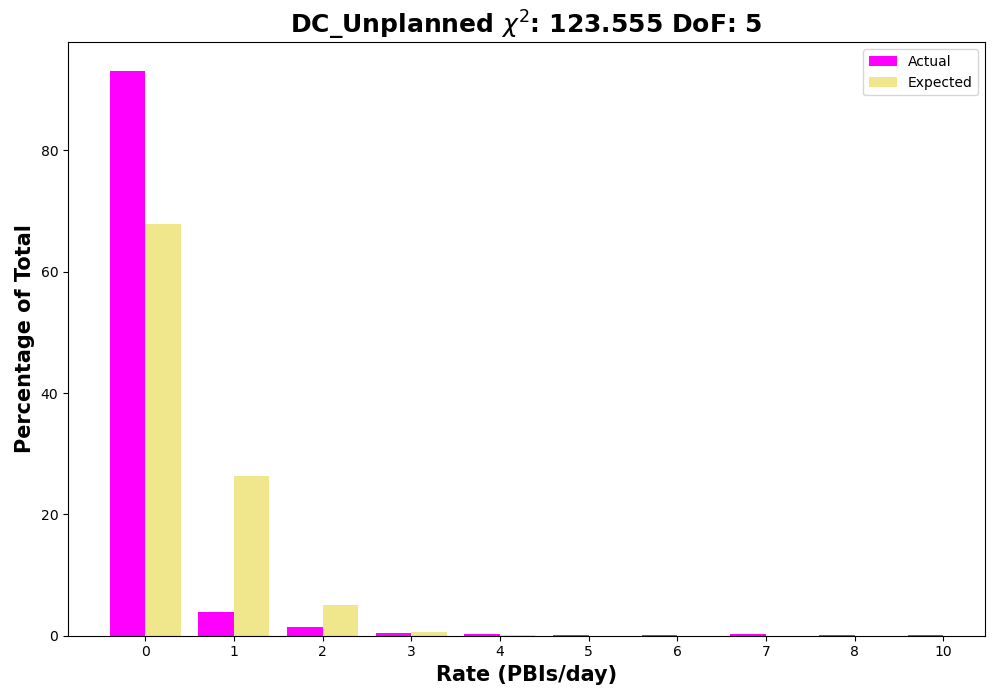 DC_Unplanned χ²: 123.555 DoF: 5
Actual
Expected
Percentage of Total
80
60
40
20
0
0 1 2 3 4 5 6 7 8 10
Rate (PBIs/day)